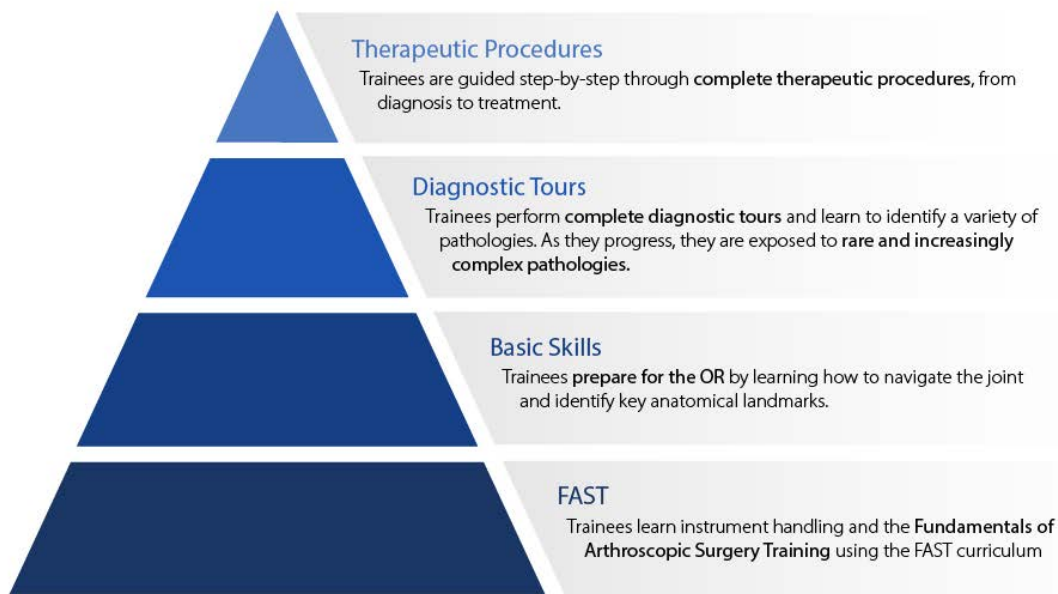 Therapeutic Procedures
Trainees are guided step-by-step through complete therapeutic procedures, from
diagnosis to treatment.
Diagnostic Tours
Trainees perform complete diagnostic tours and learn to identify a variety of
pathologies. As they progress, they are exposed to rare and increasingly
complex pathologies.
Basic Skills
Trainees prepare for the OR by learning how to navigate the joint
and identify key anatomical landmarks.
FAST
Trainees learn instrument handling and the Fundamentals of
Arthroscopic Surgery Training using the FAST curriculum